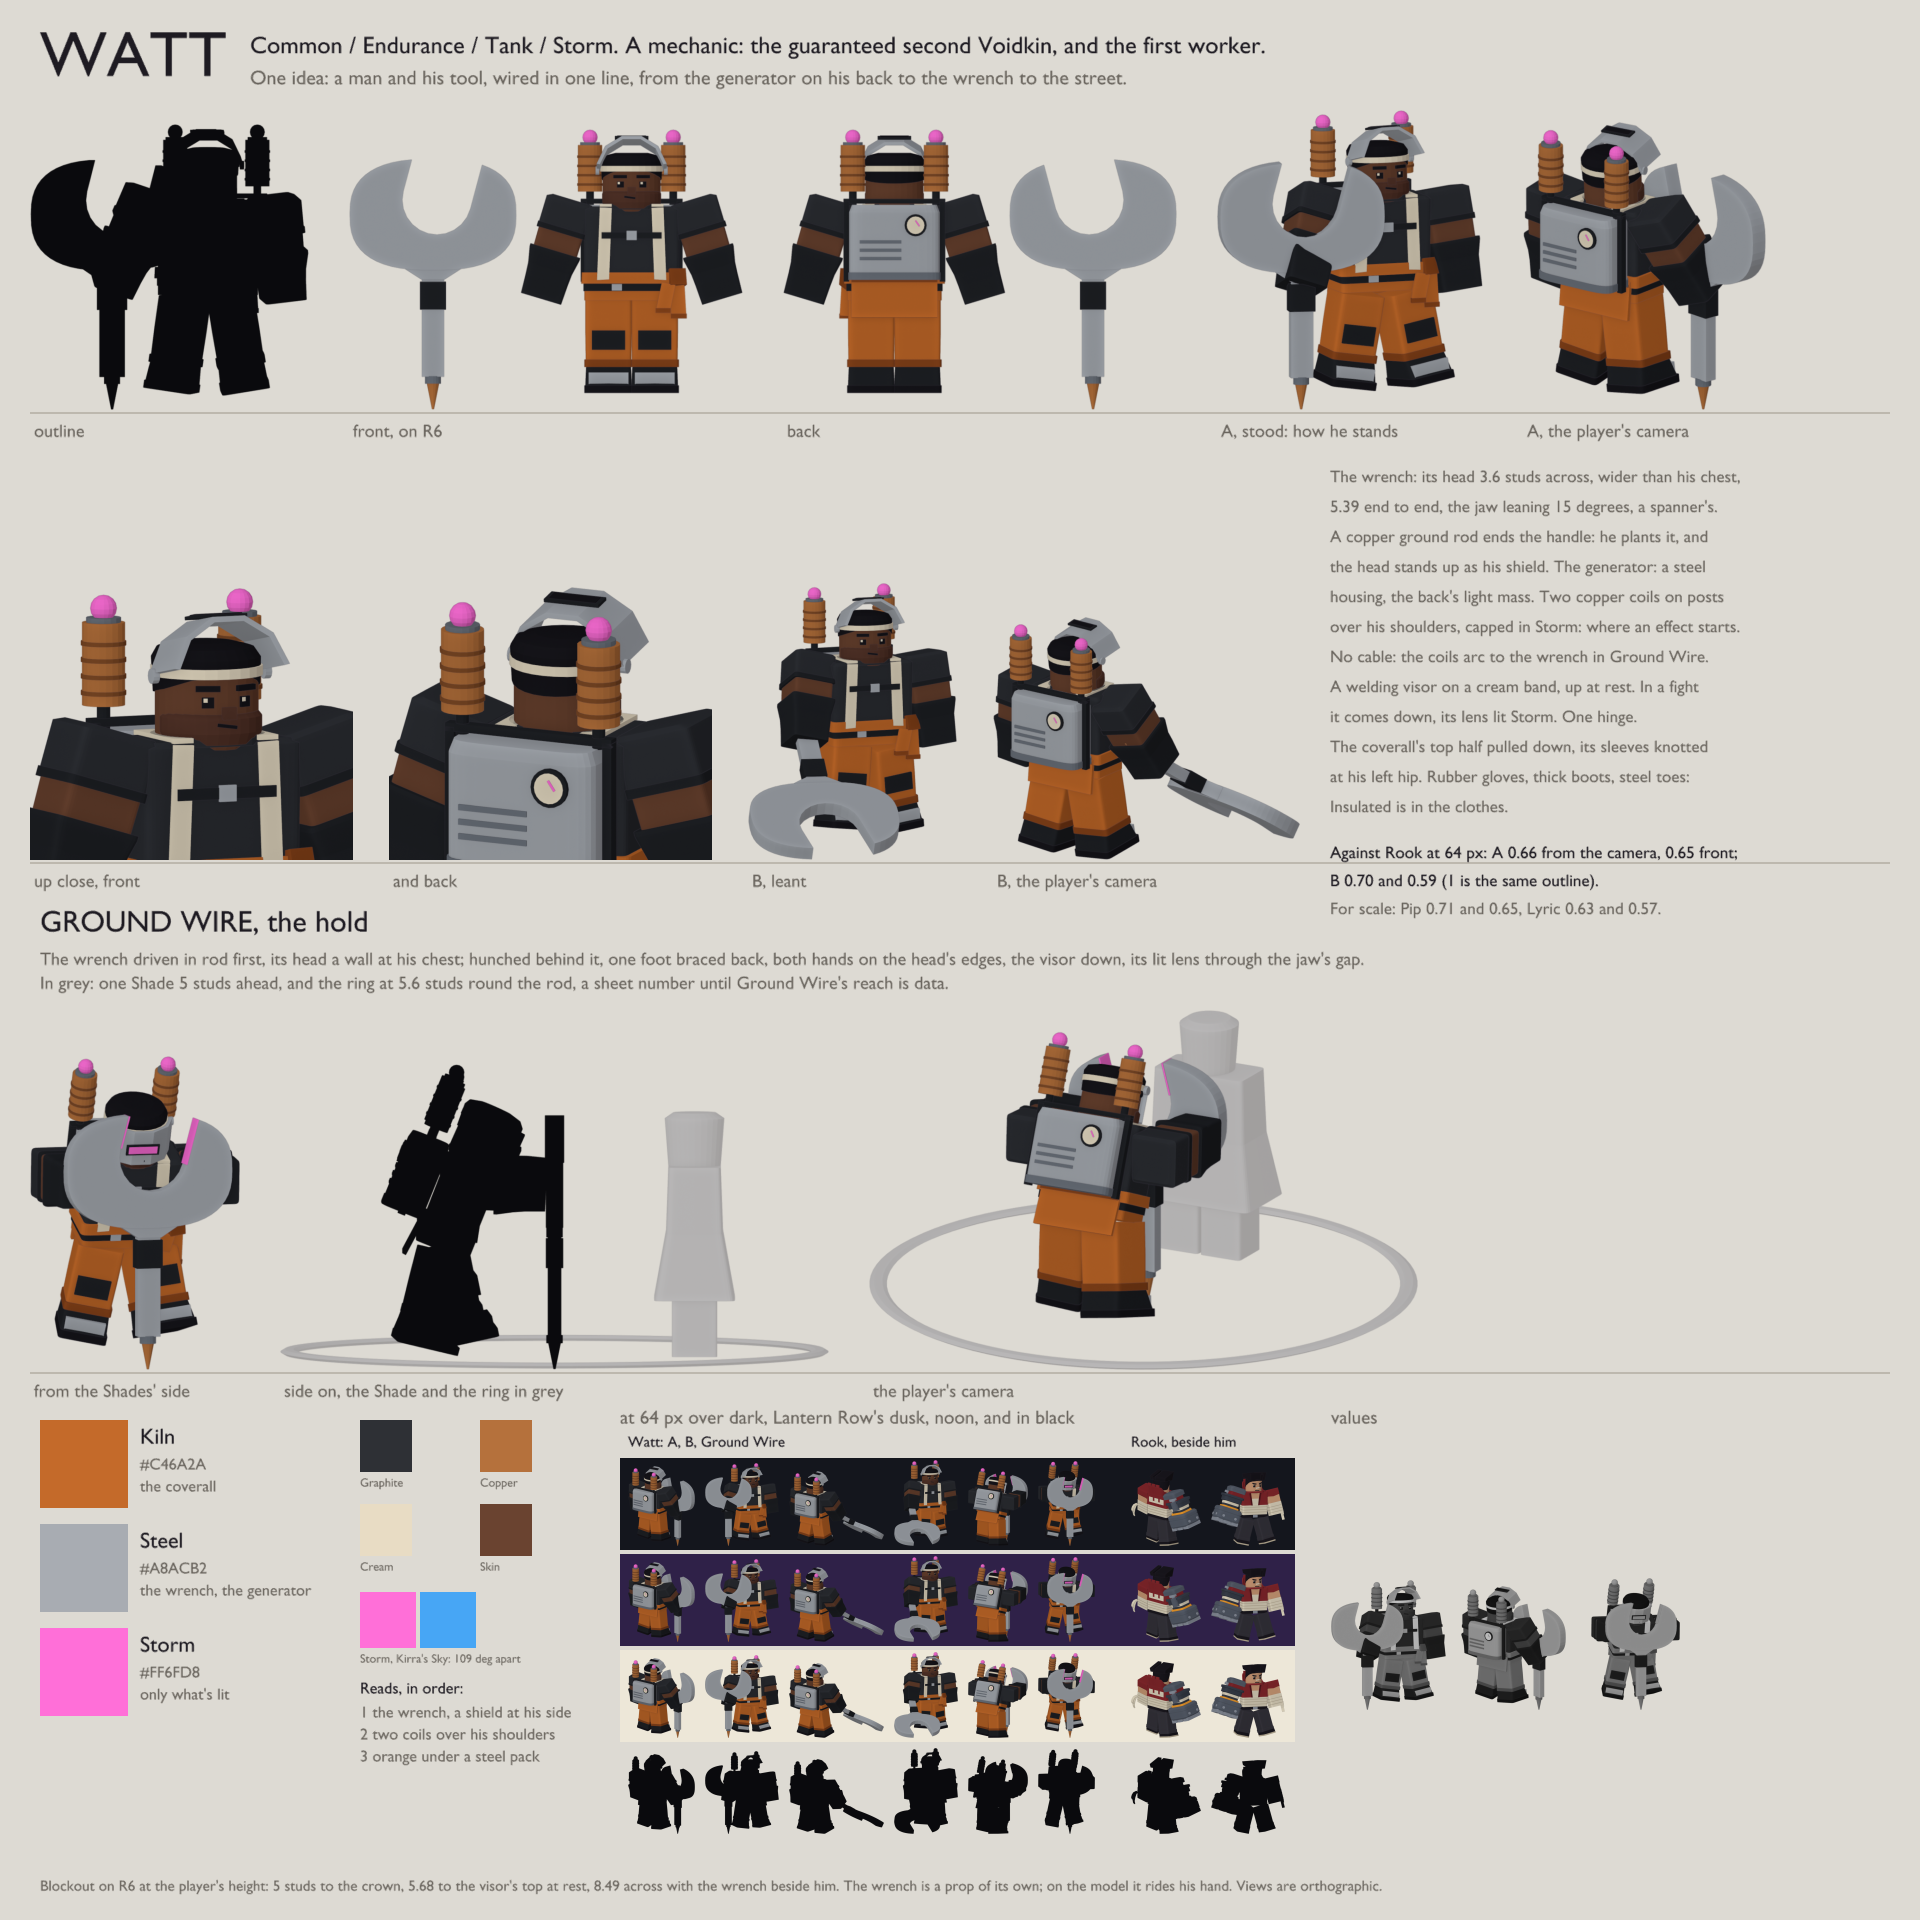 WATT
Common / Endurance / Tank / Storm. A mechanic: the guaranteed second Voidkin, and the first worker.
One idea: a man and his tool, wired in one line, from the generator on his back to the wrench to the street.
outline
front, on R6
back
A, stood: how he stands
A, the player's camera
The wrench: its head 3.6 studs across, wider than his chest,
5.39 end to end, the jaw leaning 15 degrees, a spanner's.
A copper ground rod ends the handle: he plants it, and
the head stands up as his shield. The generator: a steel
housing, the back's light mass. Two copper coils on posts
over his shoulders, capped in Storm: where an effect starts.
No cable: the coils arc to the wrench in Ground Wire.
A welding visor on a cream band, up at rest. In a fight
it comes down, its lens lit Storm. One hinge.
The coverall's top half pulled down, its sleeves knotted
at his left hip. Rubber gloves, thick boots, steel toes:
Insulated is in the clothes.
Against Rook at 64 px: A 0.66 from the camera, 0.65 front;
B 0.70 and 0.59 (1 is the same outline).
For scale: Pip 0.71 and 0.65, Lyric 0.63 and 0.57.
up close, front
and back
B, leant
B, the player's camera
GROUND WIRE, the hold
The wrench driven in rod first, its head a wall at his chest; hunched behind it, one foot braced back, both hands on the head's edges, the visor down, its lit lens through the jaw's gap.
In grey: one Shade 5 studs ahead, and the ring at 5.6 studs round the rod, a sheet number until Ground Wire's reach is data.
from the Shades' side
side on, the Shade and the ring in grey
the player's camera
Kiln
#C46A2A
the coverall
Steel
#A8ACB2
the wrench, the generator
Storm
#FF6FD8
only what's lit
Graphite
Copper
Cream
Skin
Storm, Kirra's Sky: 109 deg apart
Reads, in order:
1 the wrench, a shield at his side
2 two coils over his shoulders
3 orange under a steel pack
at 64 px over dark, Lantern Row's dusk, noon, and in black
Watt: A, B, Ground Wire
Rook, beside him
values
Blockout on R6 at the player's height: 5 studs to the crown, 5.68 to the visor's top at rest, 8.49 across with the wrench beside him. The wrench is a prop of its own; on the model it rides his hand. Views are orthographic.